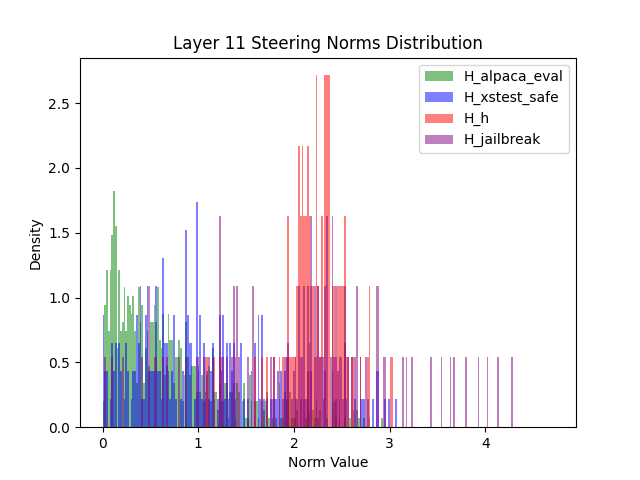 Layer 11 Steering Norms Distribution
H_alpaca_eval
H_xstest_safe
H_h
H_jailbreak
Density
2.5
2.0
1.5
1.0
0.5
0.0
0 1 2 3 4
Norm Value